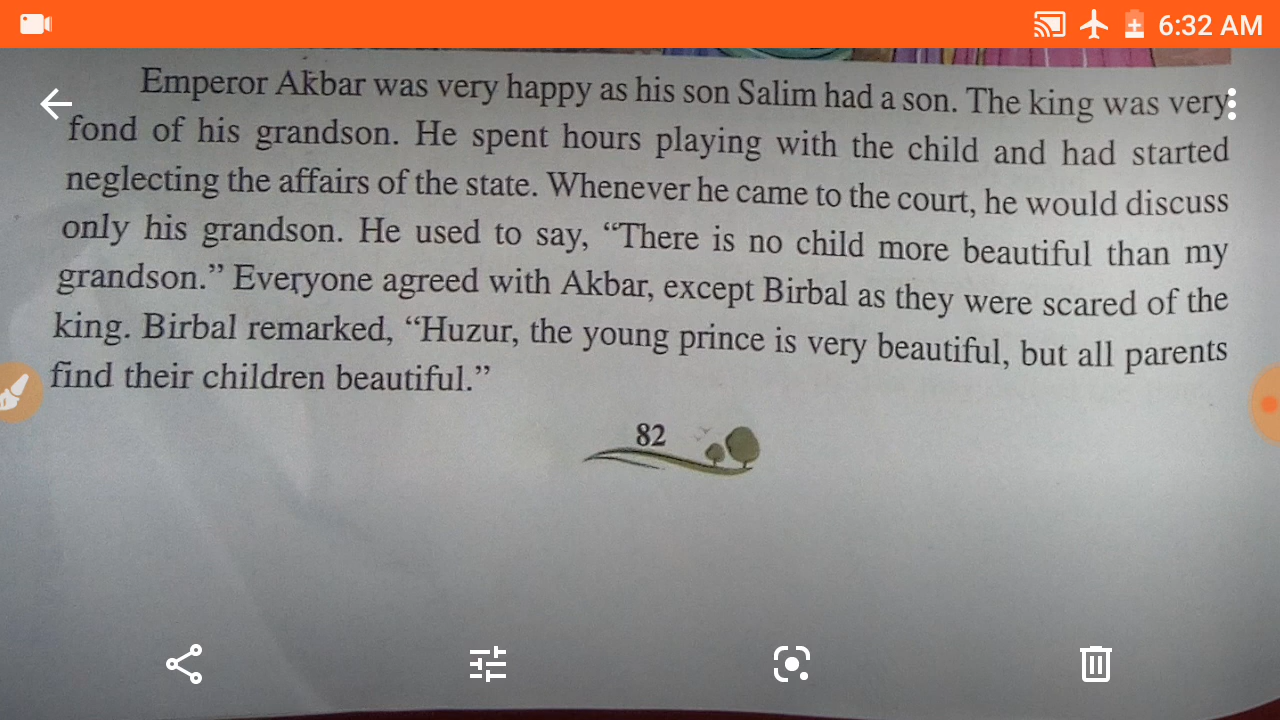 6:32 AM
Emperor Akbar was very happy as his son Salim had a son. The king was very
fond of his grandson. He spent hours playing with the child and had started
neglecting the affairs of the state. Whenever he came to the court, he would discuss
only his grandson. He used to say, “There is no child more beautiful than my
grandson.” Everyone agreed with Akbar, except Birbal as they were scared of the
king. Birbal remarked, “Huzur, the young prince is very beautiful, but all parents
find their children beautiful.”
82